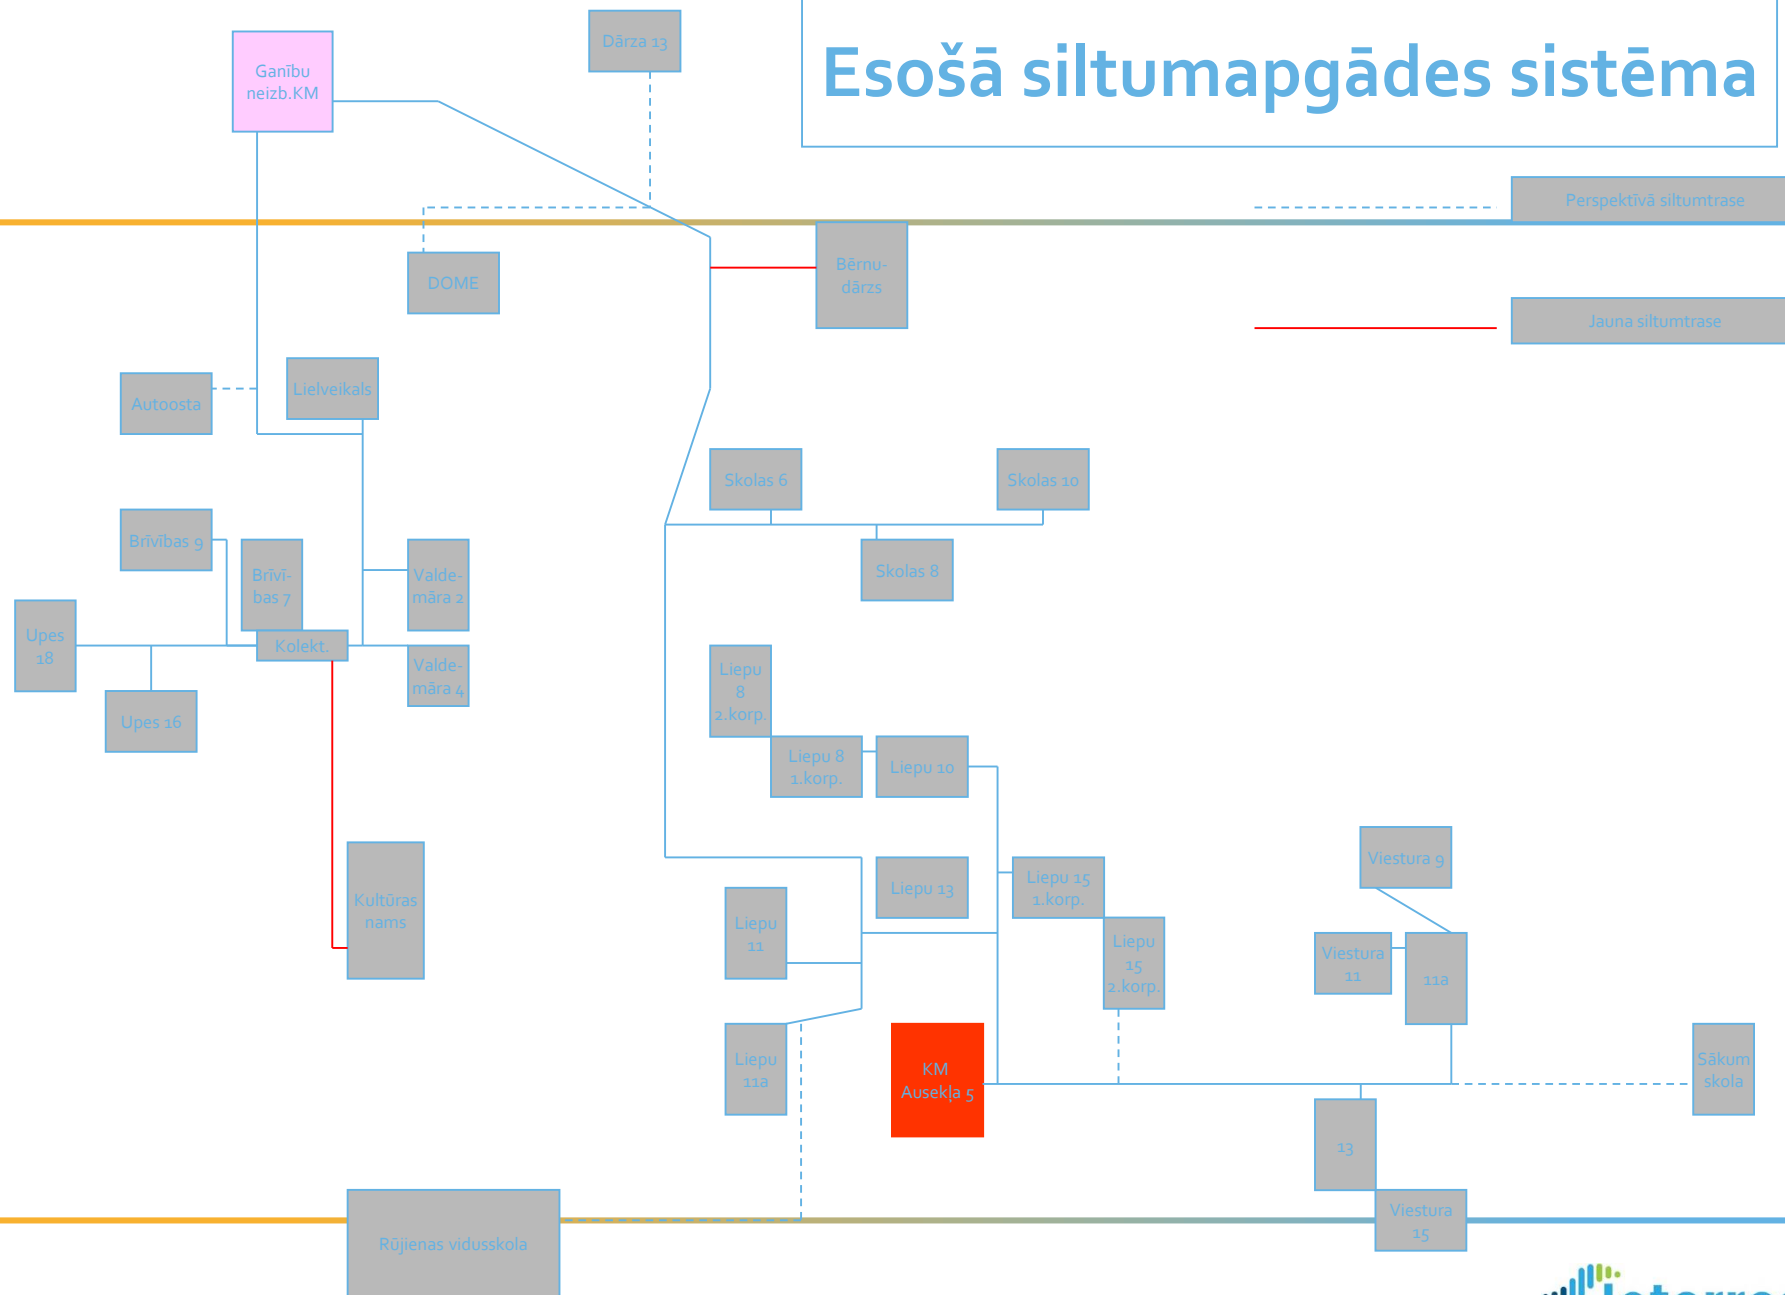 Esošā siltumapgādes sistēma
Dārza 13
Ganību
neizb.KM
Perspektīvā siltumtrase
Bērnu-
dārzs
DOME
Jauna siltumtrase
Lielveikals
Autoosta
Skolas 6
Skolas 10
Brīvības 9
Brīvī-
bas 7
Valde-
māra 2
Skolas 8
Upes
18
Kolekt.
Valde-
māra 4
Upes 16
Liepu
8
2.korp.
Liepu 8
1.korp.
Liepu 10
Viestura 9
Kultūras
nams
Liepu 13
Liepu 15
1.korp.
Liepu
11
Liepu
15
2.korp.
Viestura
11
11a
Liepu
11a
KM
Ausekļa 5
Sākum
skola
13
Viestura
15
Rūjienas vidusskola